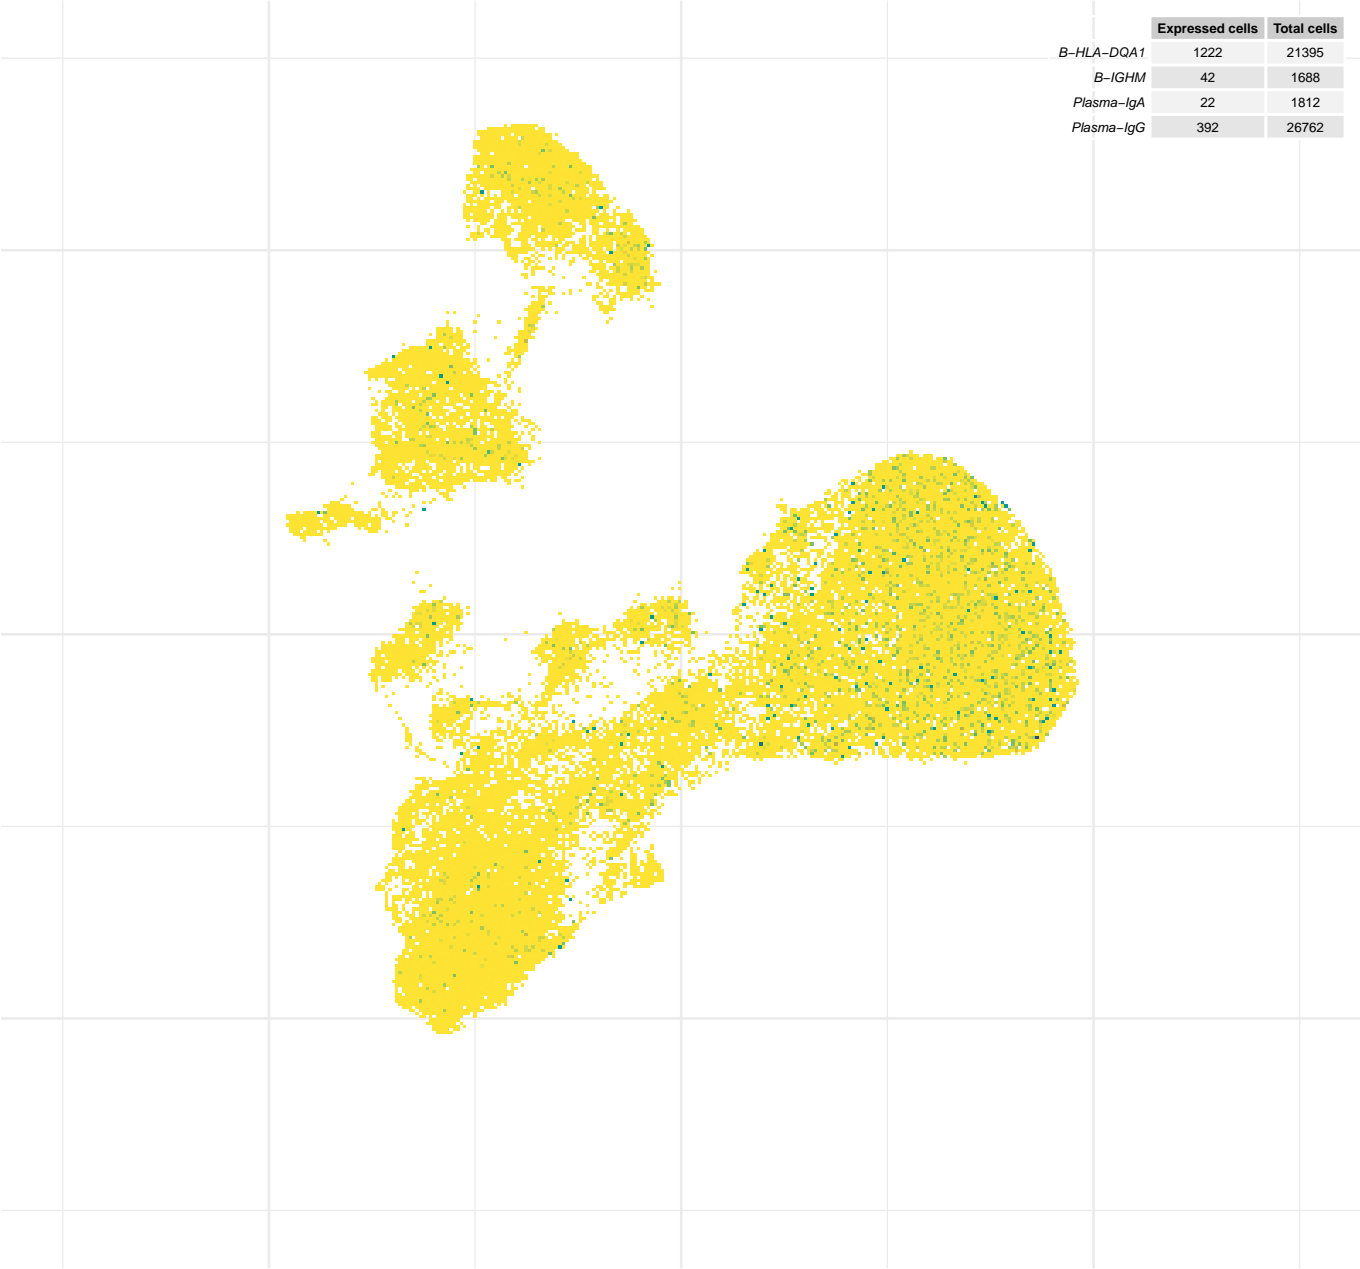 Expressed cells Total cells
B−HLA−DQA1 1222 21395
B−IGHM 42 1688
Plasma−IgA 22 1812
Plasma−IgG 392 26762